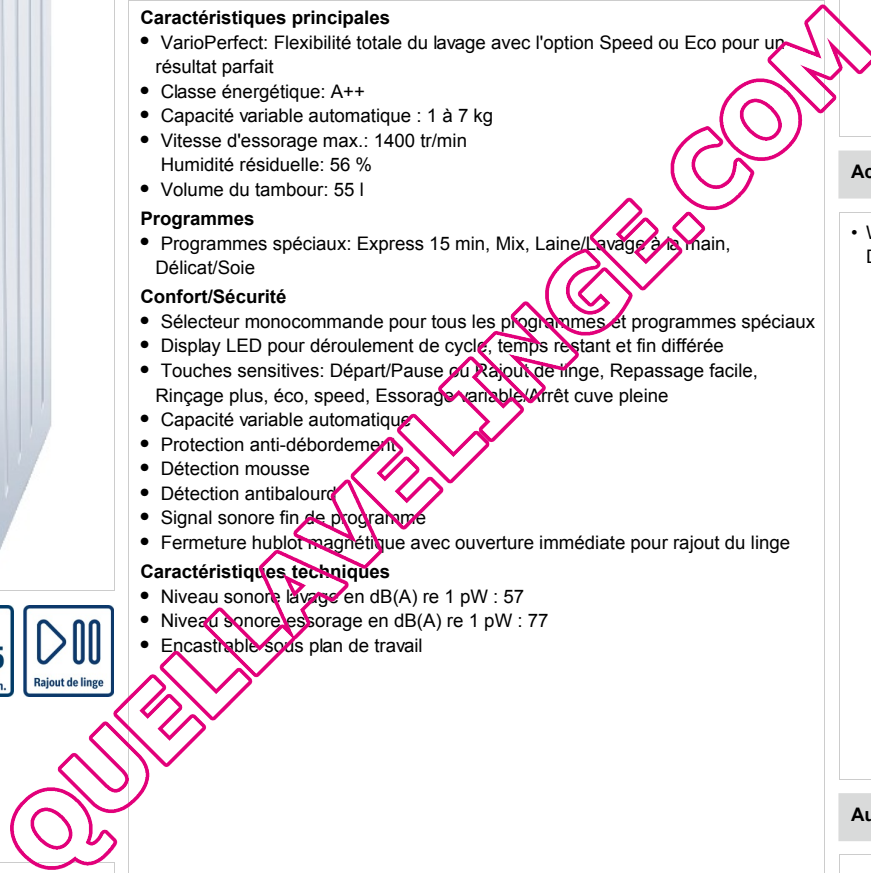 Caractéristiques principales
• VarioPerfect: Flexibilité totale du lavage avec l'option Speed ou Eco pour un
résultat parfait
• Classe énergétique: A++
• Capacité variable automatique : 1 à 7 kg
• Vitesse d'essorage max.: 1400 tr/min
Humidité résiduelle: 56 %
• Volume du tambour: 55 l
Programmes
• Programmes spéciaux: Express 15 min, Mix, Laine/Lavage à la main,
Délicat/Soie
Confort/Sécurité
• Sélecteur monocommande pour tous les programmes et programmes spéciaux
• Display LED pour déroulement de cycle, temps restant et fin différée
• Touches sensitives: Départ/Pause ou Rajout de linge, Repassage facile,
Rinçage plus, éco, speed, Essorage variable/Arrêt cuve pleine
• Capacité variable automatique
• Protection anti-débordement
• Détection mousse
• Détection antibalourd
• Signal sonore fin de programme
• Fermeture hublot magnétique avec ouverture immédiate pour rajout du linge
Caractéristiques techniques
• Niveau sonore lavage en dB(A) re 1 pW : 57
• Niveau sonore essorage en dB(A) re 1 pW : 77
• Encastrable sous plan de travail
Rajout de linge
QUELLAVELINGE.COM